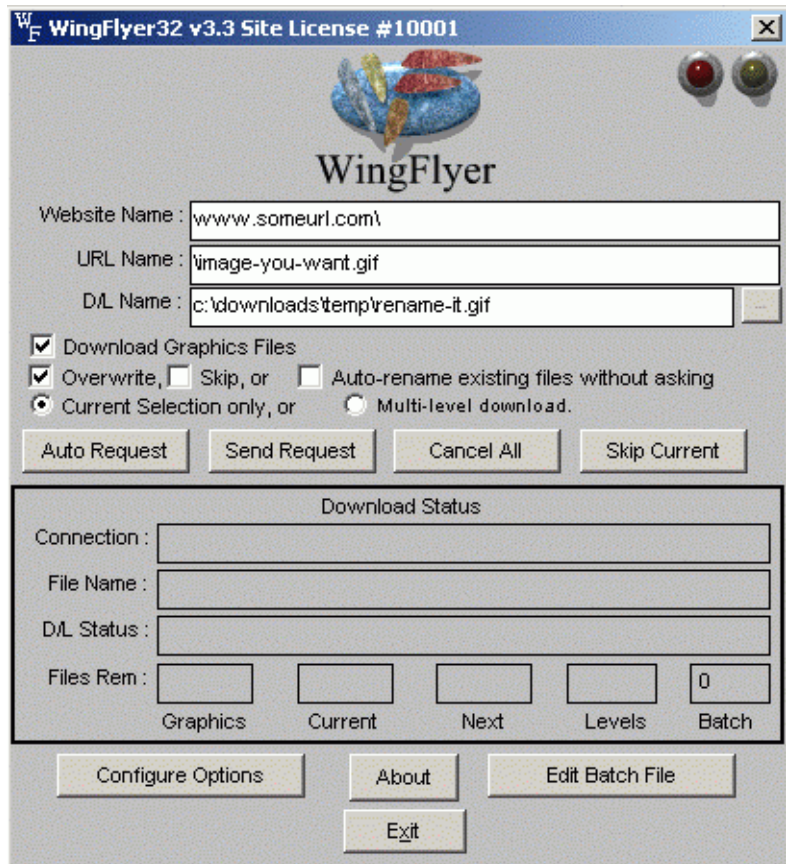 WF WingFlyer32 v3.3 Site License #10001
WingFlyer
Website Name : www.someurl.com\
URL Name : \image-you-want.gif
D/L Name : c:\downloads\temp\rename-it.gif ...
Download Graphics Files
Overwrite, Skip, or Auto-rename existing files without asking
Current Selection only, or Multi-level download.
Auto Request Send Request Cancel All Skip Current
Download Status
Connection :
File Name :
D/L Status :
Files Rem : 0
Graphics Current Next Levels Batch
Configure Options About Edit Batch File
Exit